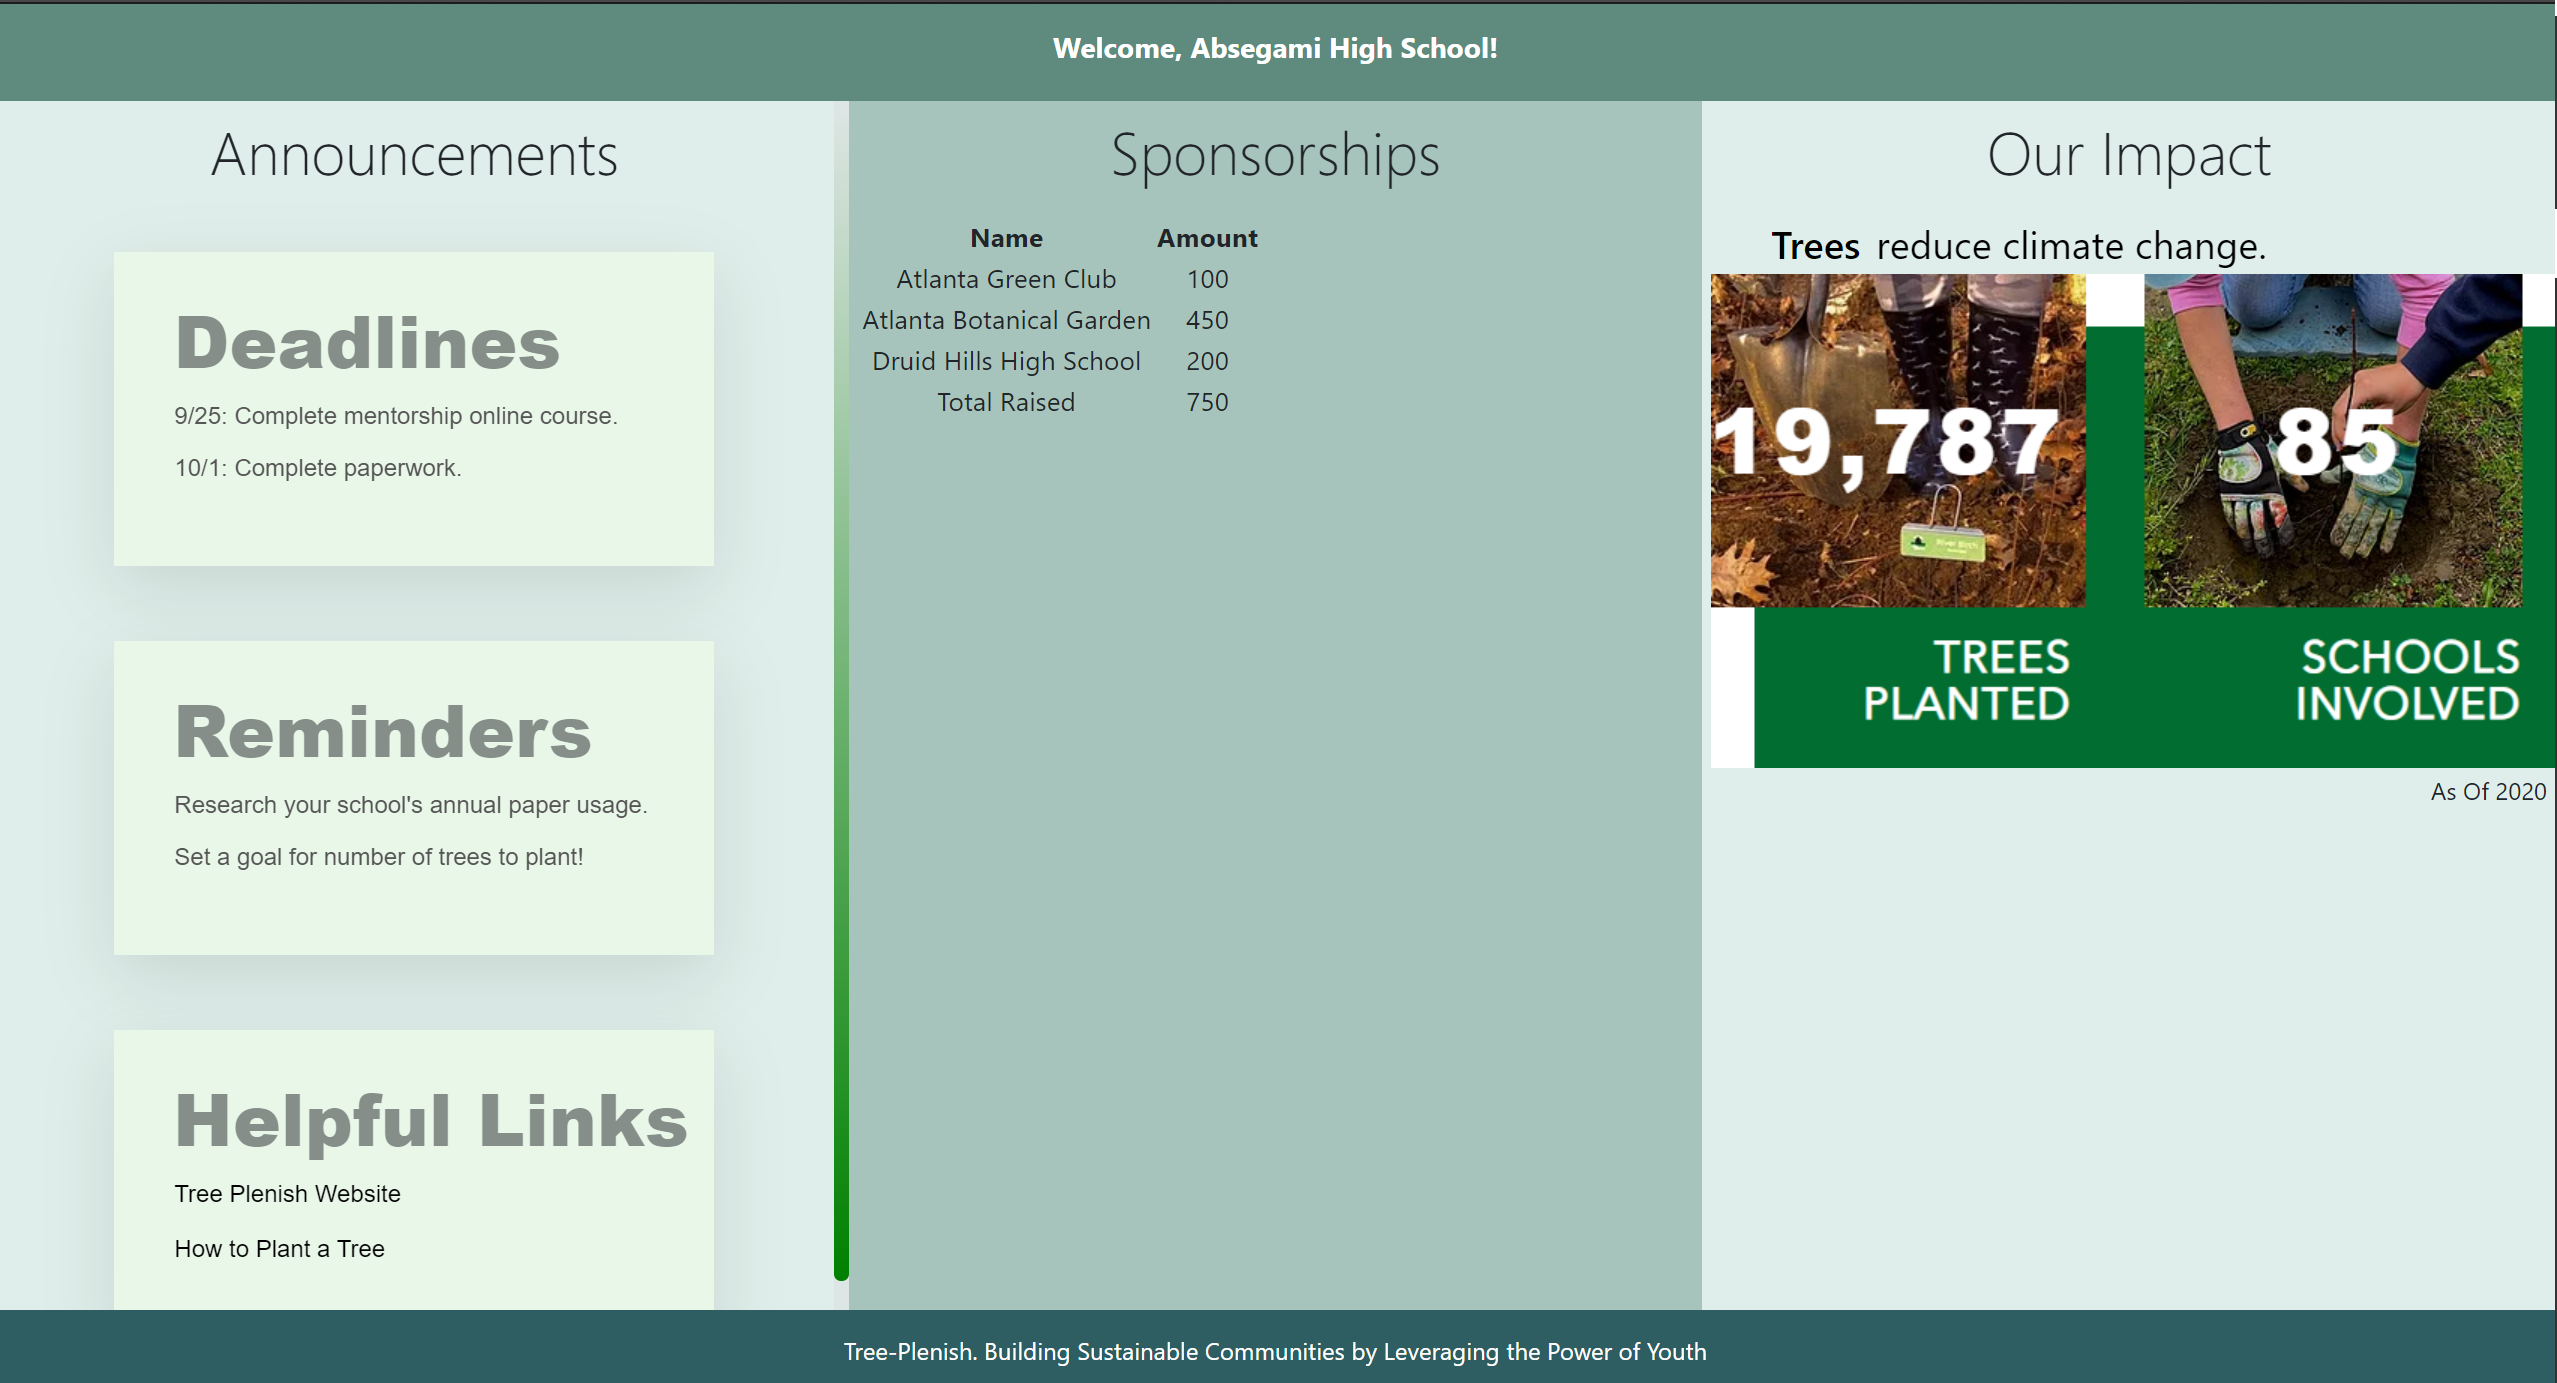 Welcome, Absegami High School!
Announcements
Deadlines
9/25: Complete mentorship online course.
10/1: Complete paperwork.
Reminders
Research your school's annual paper usage.
Set a goal for number of trees to plant!
Helpful Links
Tree Plenish Website
How to Plant a Tree
Sponsorships
Name Amount
Atlanta Green Club 100
Atlanta Botanical Garden 450
Druid Hills High School 200
Total Raised 750
Our Impact
Trees reduce climate change.
19,787
River Birch
TREES
PLANTED
85
SCHOOLS
INVOLVED
As Of 2020
Tree-Plenish. Building Sustainable Communities by Leveraging the Power of Youth